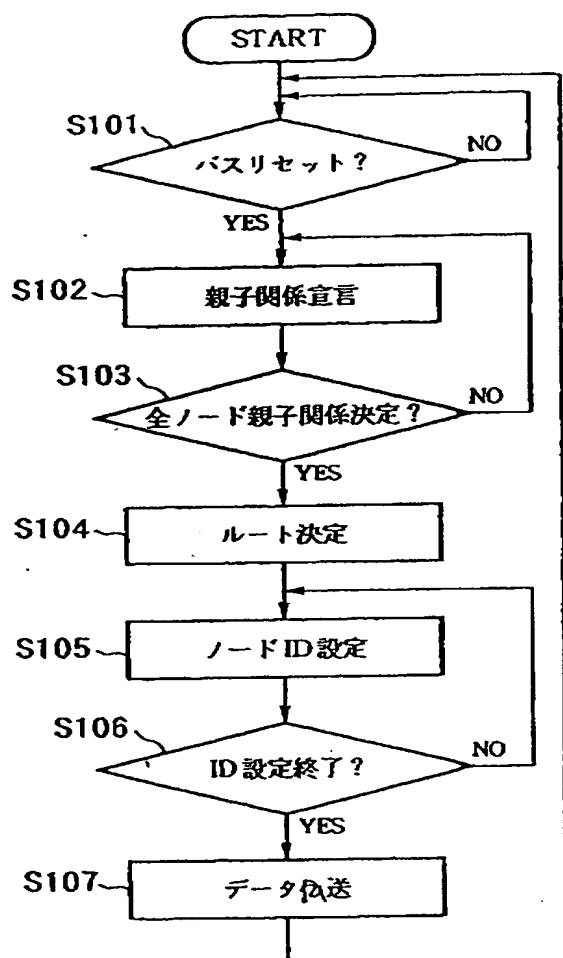 START
S101
バスリセット?
NO
YES
S102
親子関係宣言
S103
全ノード親子関係決定?
NO
YES
S104
ルート決定
S105
ノードID設定
S106
ID設定終了?
NO
YES
S107
データ伝送